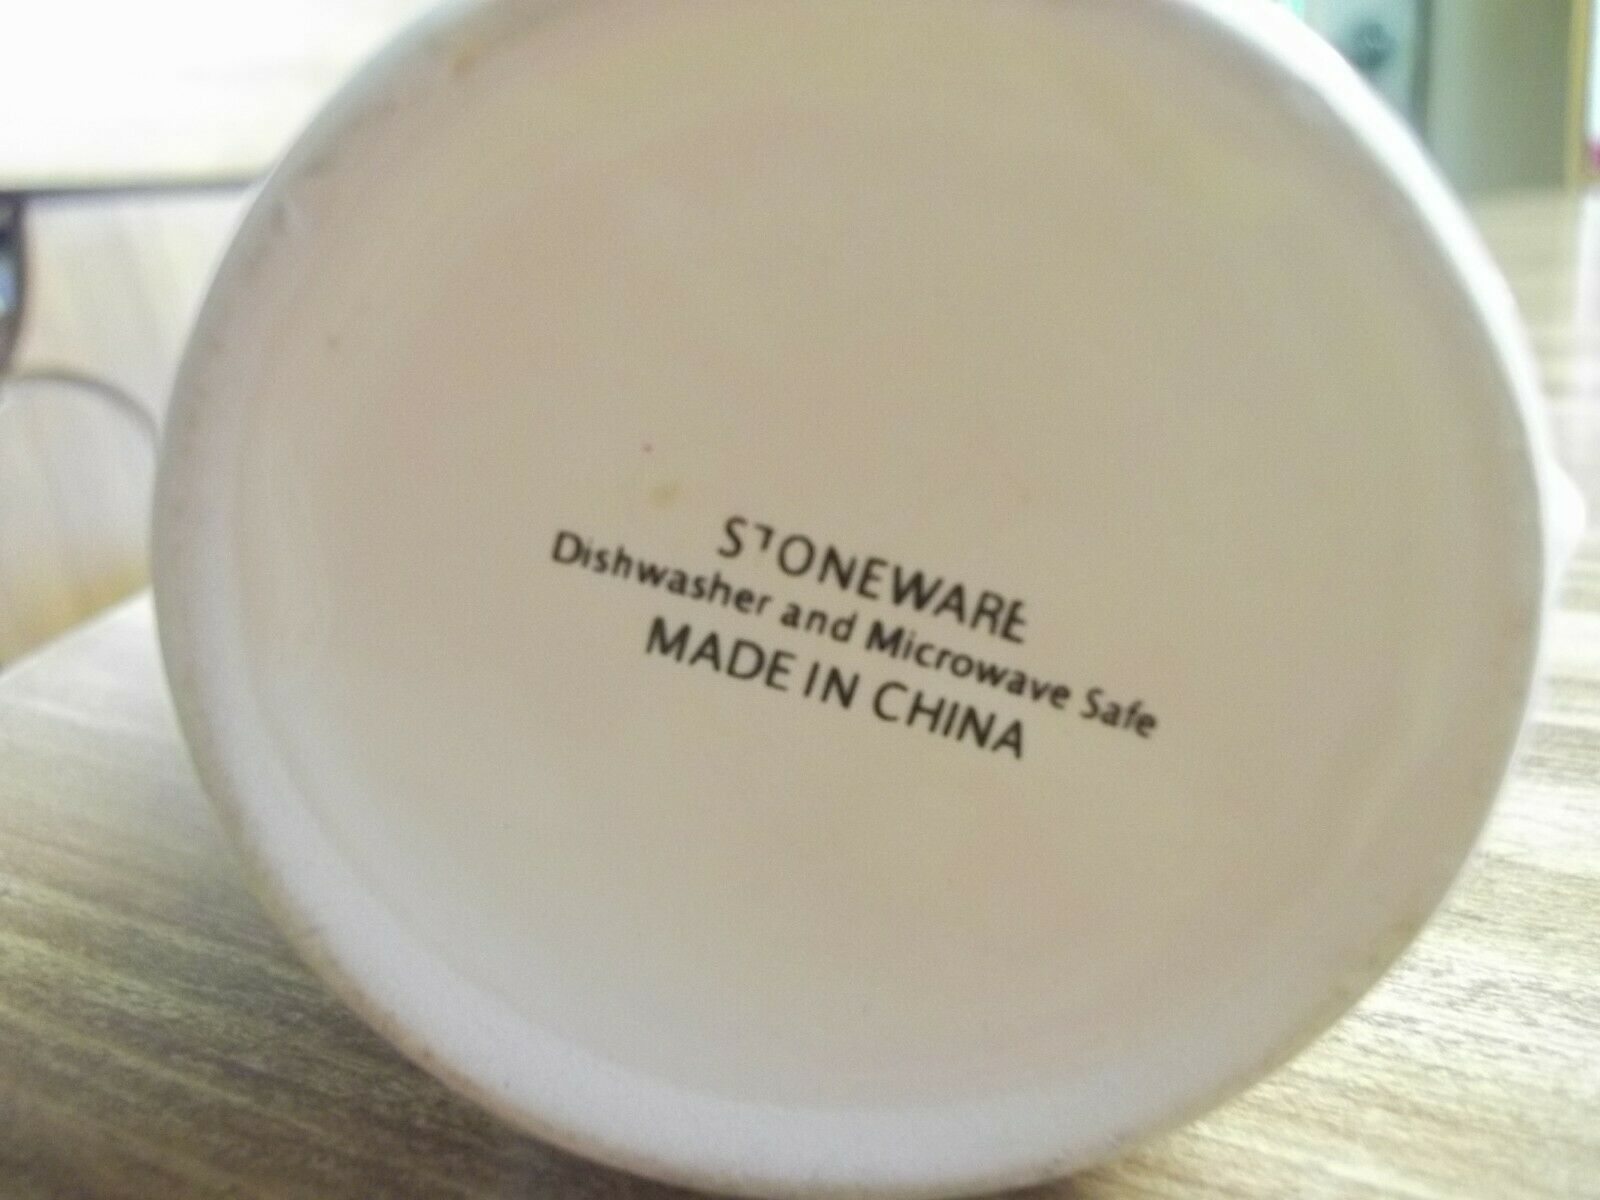 STONEWARE
Dishwasher and Microwave Safe
MADE IN CHINA